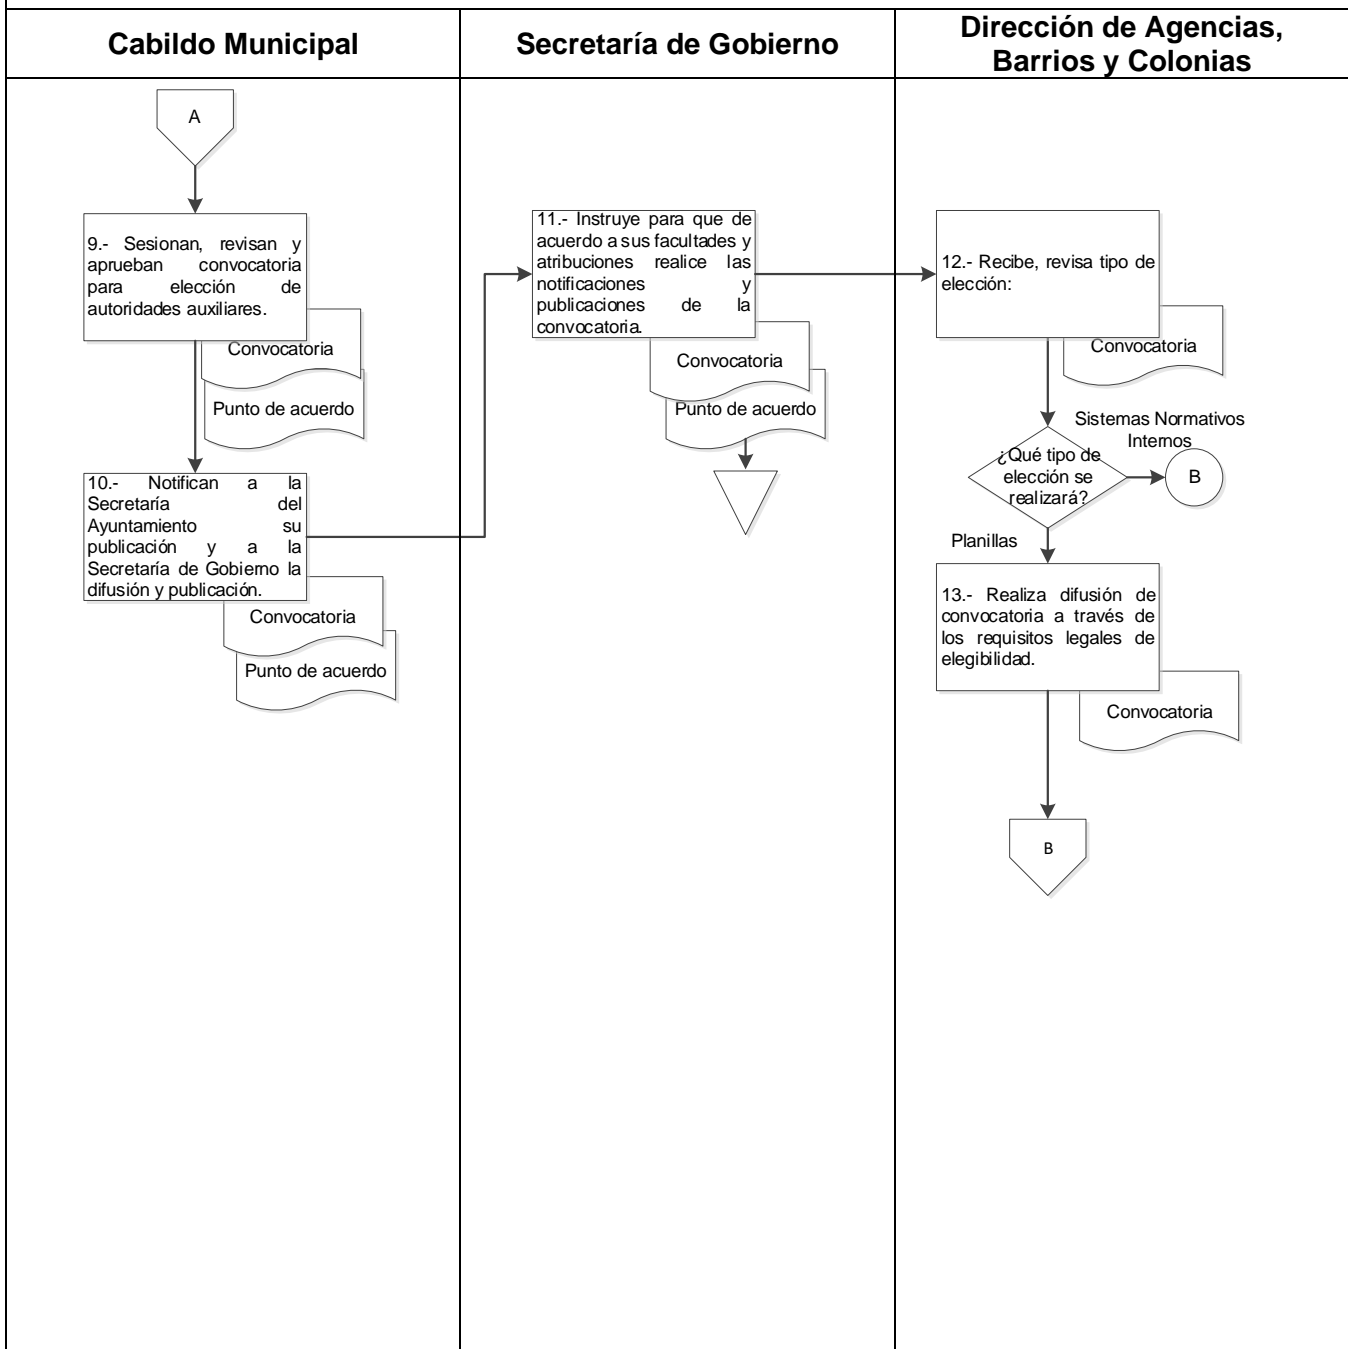 Cabildo Municipal
Secretaría de Gobierno
Dirección de Agencias,
Barrios y Colonias
A
9.- Sesionan, revisan y
aprueban convocatoria
para elección de
autoridades auxiliares.
Convocatoria
Punto de acuerdo
10.- Notifican a la
Secretaría del
Ayuntamiento su
publicación y a la
Secretaría de Gobierno la
difusión y publicación.
Convocatoria
Punto de acuerdo
11.- Instruye para que de
acuerdo a sus facultades y
atribuciones realice las
notificaciones y
publicaciones de la
convocatoria.
Convocatoria
Punto de acuerdo
12.- Recibe, revisa tipo de
elección:
Convocatoria
Sistemas Normativos
Internos
¿Qué tipo de
elección se
realizará?
B
Planillas
13.- Realiza difusión de
convocatoria a través de
los requisitos legales de
elegibilidad.
Convocatoria
B